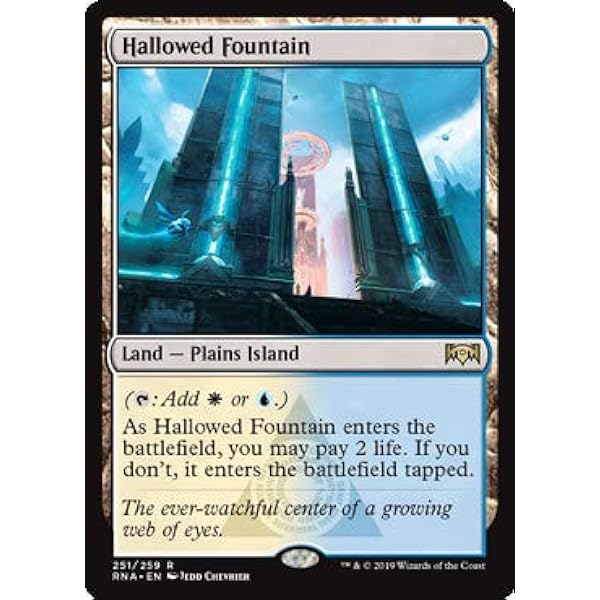 Hallowed Fountain
Land — Plains Island
(T: Add W or U.)
As Hallowed Fountain enters the
battlefield, you may pay 2 life. If you
don't, it enters the battlefield tapped.
The ever-watchful center of a growing
web of eyes.
251/259 R
RNA • EN Jedd Chevrier
™ & © 2019 Wizards of the Coast